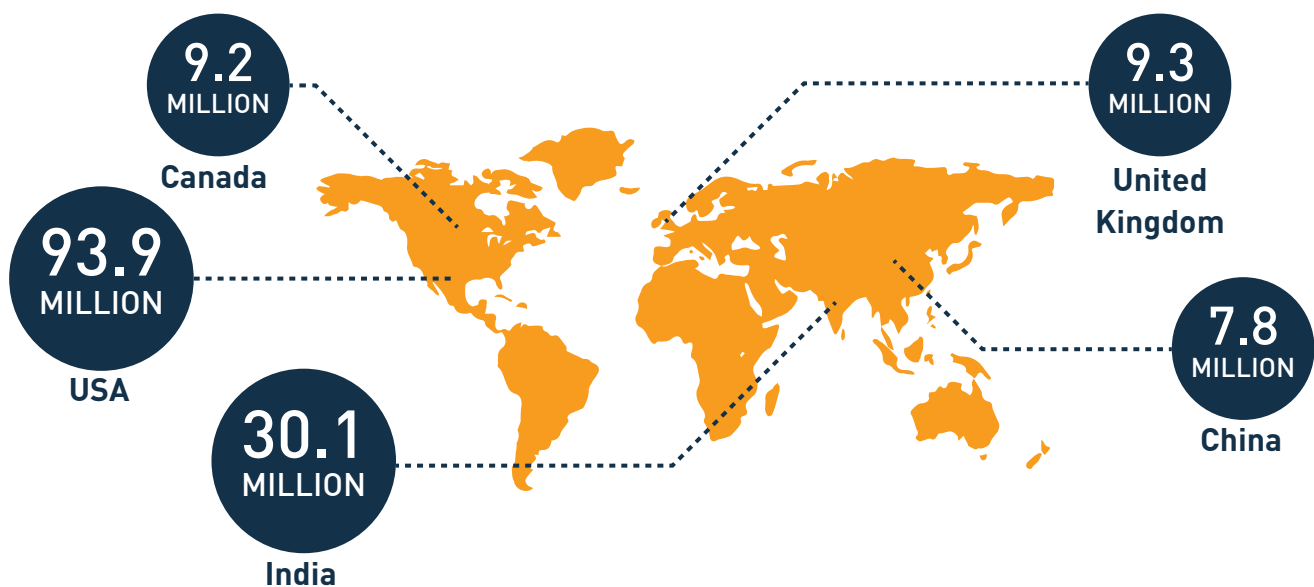 9.2
MILLION
Canada
9.3
MILLION
United
Kingdom
93.9
MILLION
USA
7.8
MILLION
China
30.1
MILLION
India